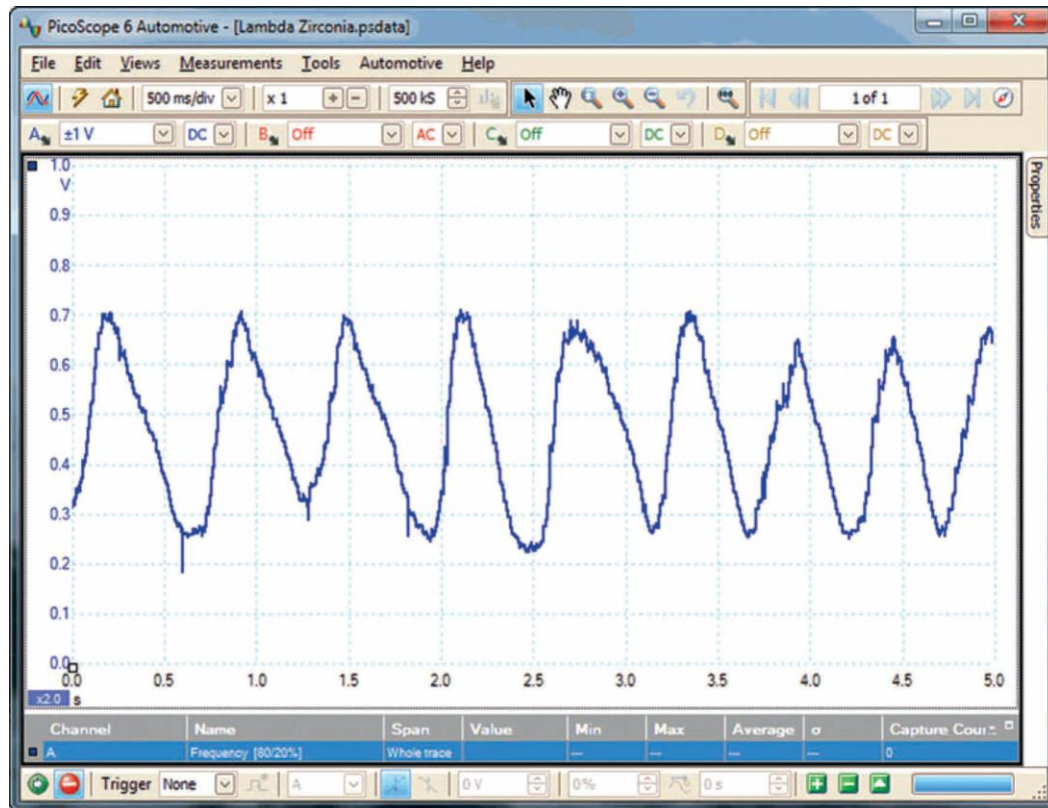 PicoScope 6 Automotive - [Lambda Zirconia.psdata]
File Edit Views Measurements Tools Automotive Help
500 ms/div x 1 500 kS 1 of 1
A ±1 V DC B Off AC C Off DC D Off DC
Properties
1.0
V
0.9
0.8
0.7
0.6
0.5
0.4
0.3
0.2
0.1
0.0
0.0 0.5 1.0 1.5 2.0 2.5 3.0 3.5 4.0 4.5 5.0
x2.0 s
Channel Name Span Value Min Max Average σ Capture Cour
A Frequency [80/20%] Whole trace --- --- --- --- 0
Trigger None A 0 V 0% 0 s